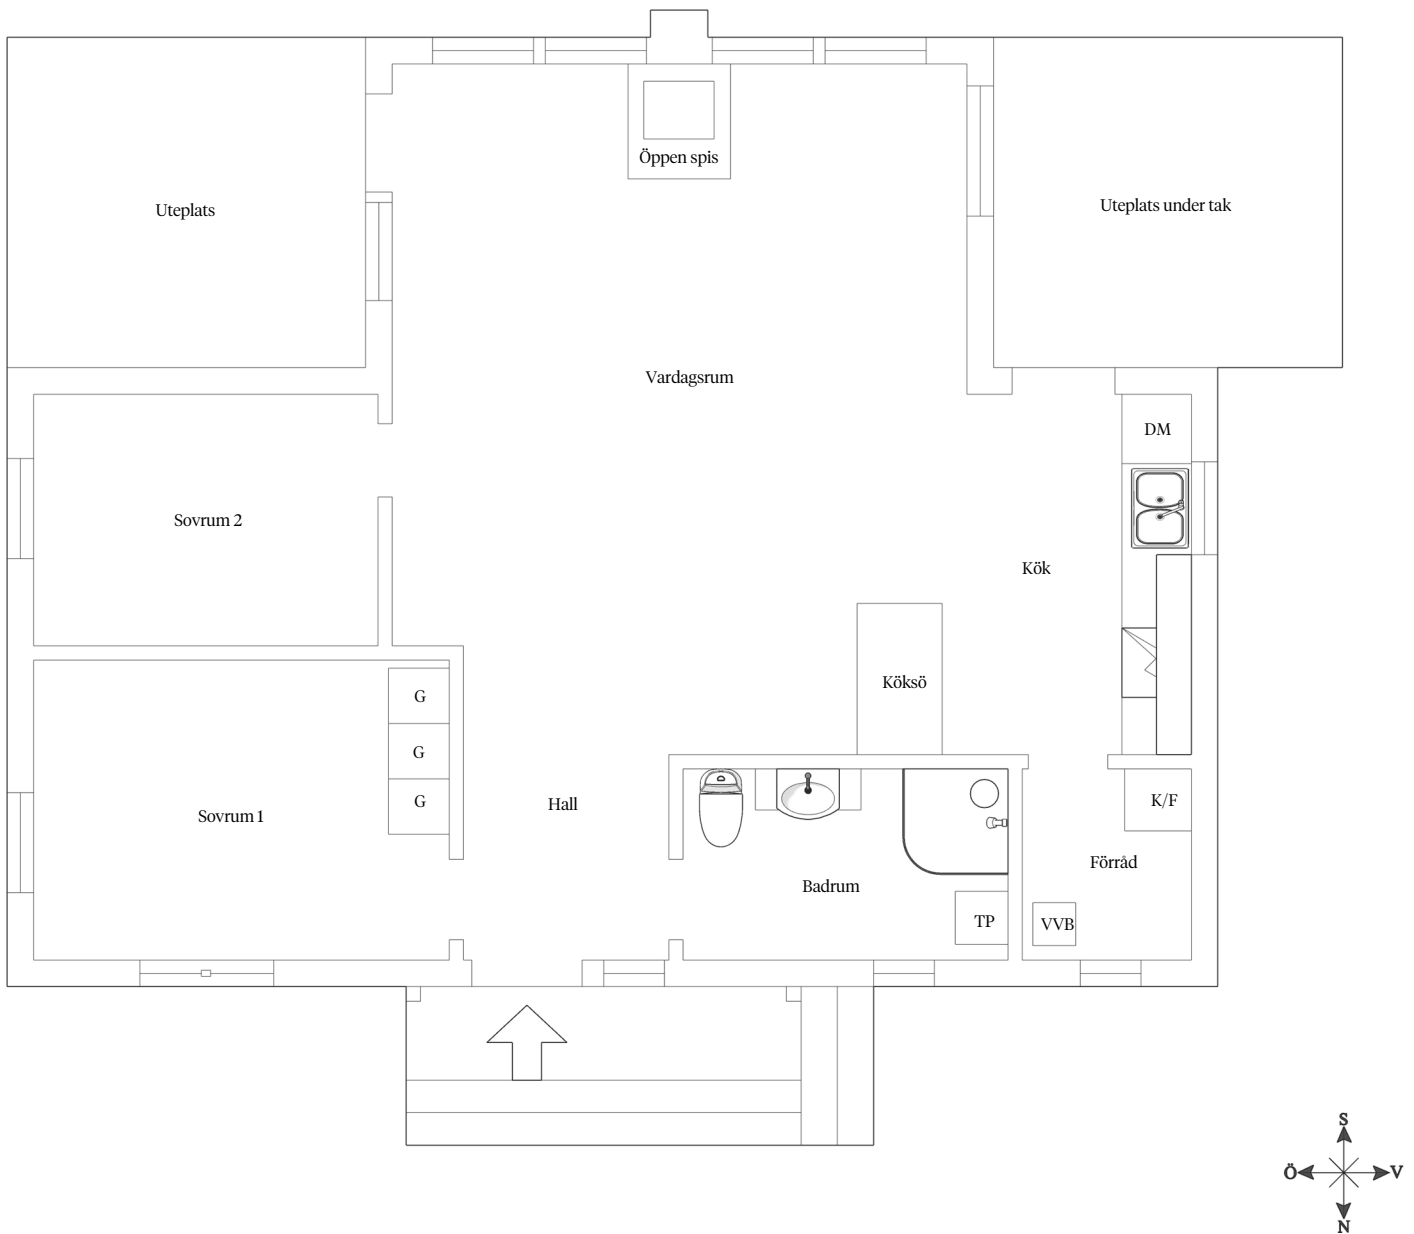 Öppen spis
Uteplats
Uteplats under tak
Vardagsrum
DM
Sovrum 2
Kök
Köksö
G
G
G
Sovrum 1
Hall
K/F
Förråd
Badrum
TP
VVB
S
Ö
V
N